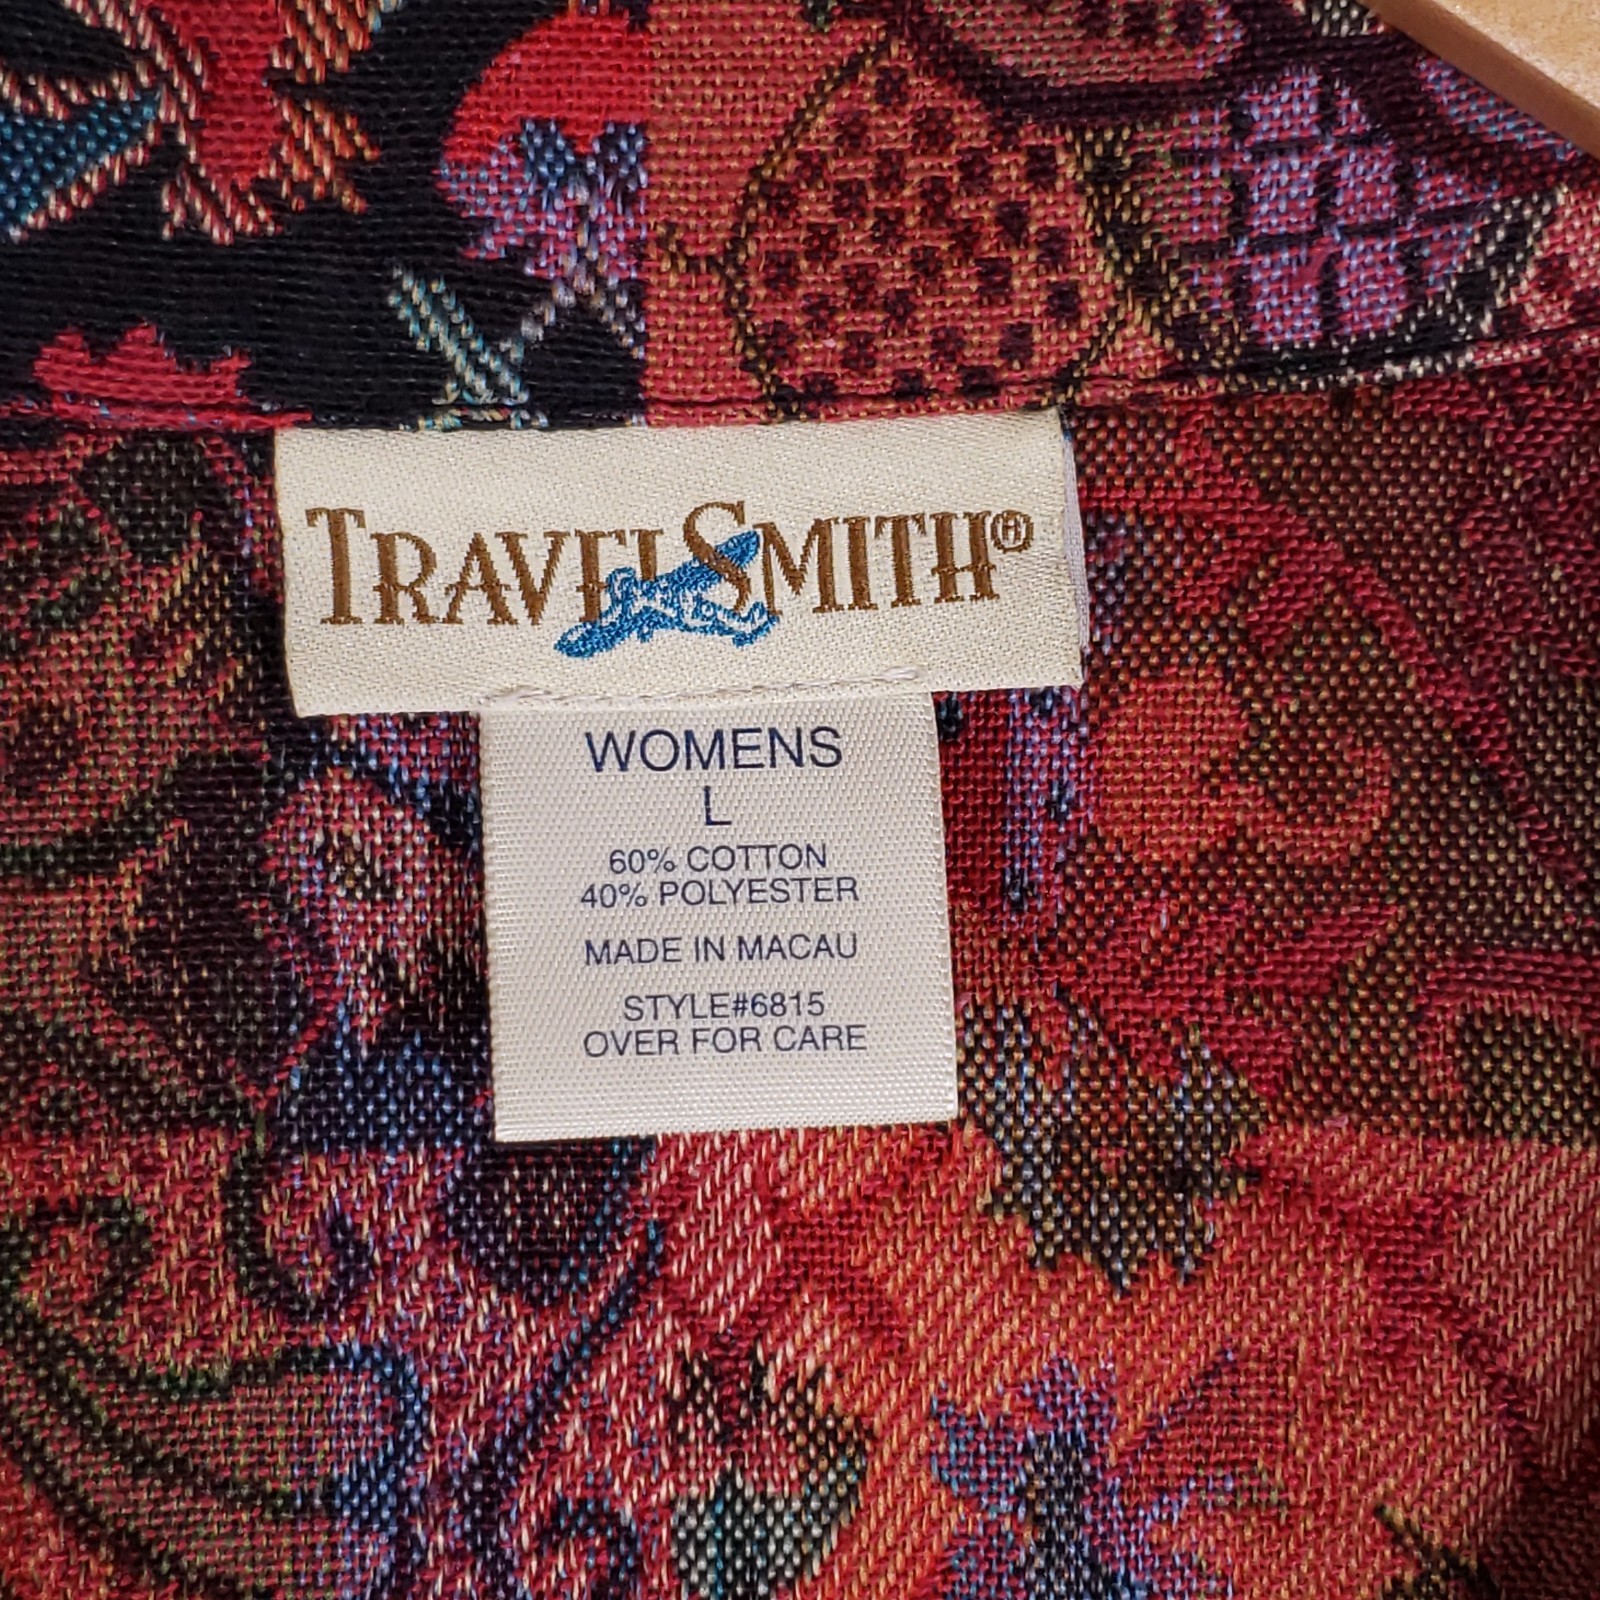 TRAVELSMITH®
WOMENS
L
60% COTTON
40% POLYESTER
MADE IN MACAU
STYLE#6815
OVER FOR CARE